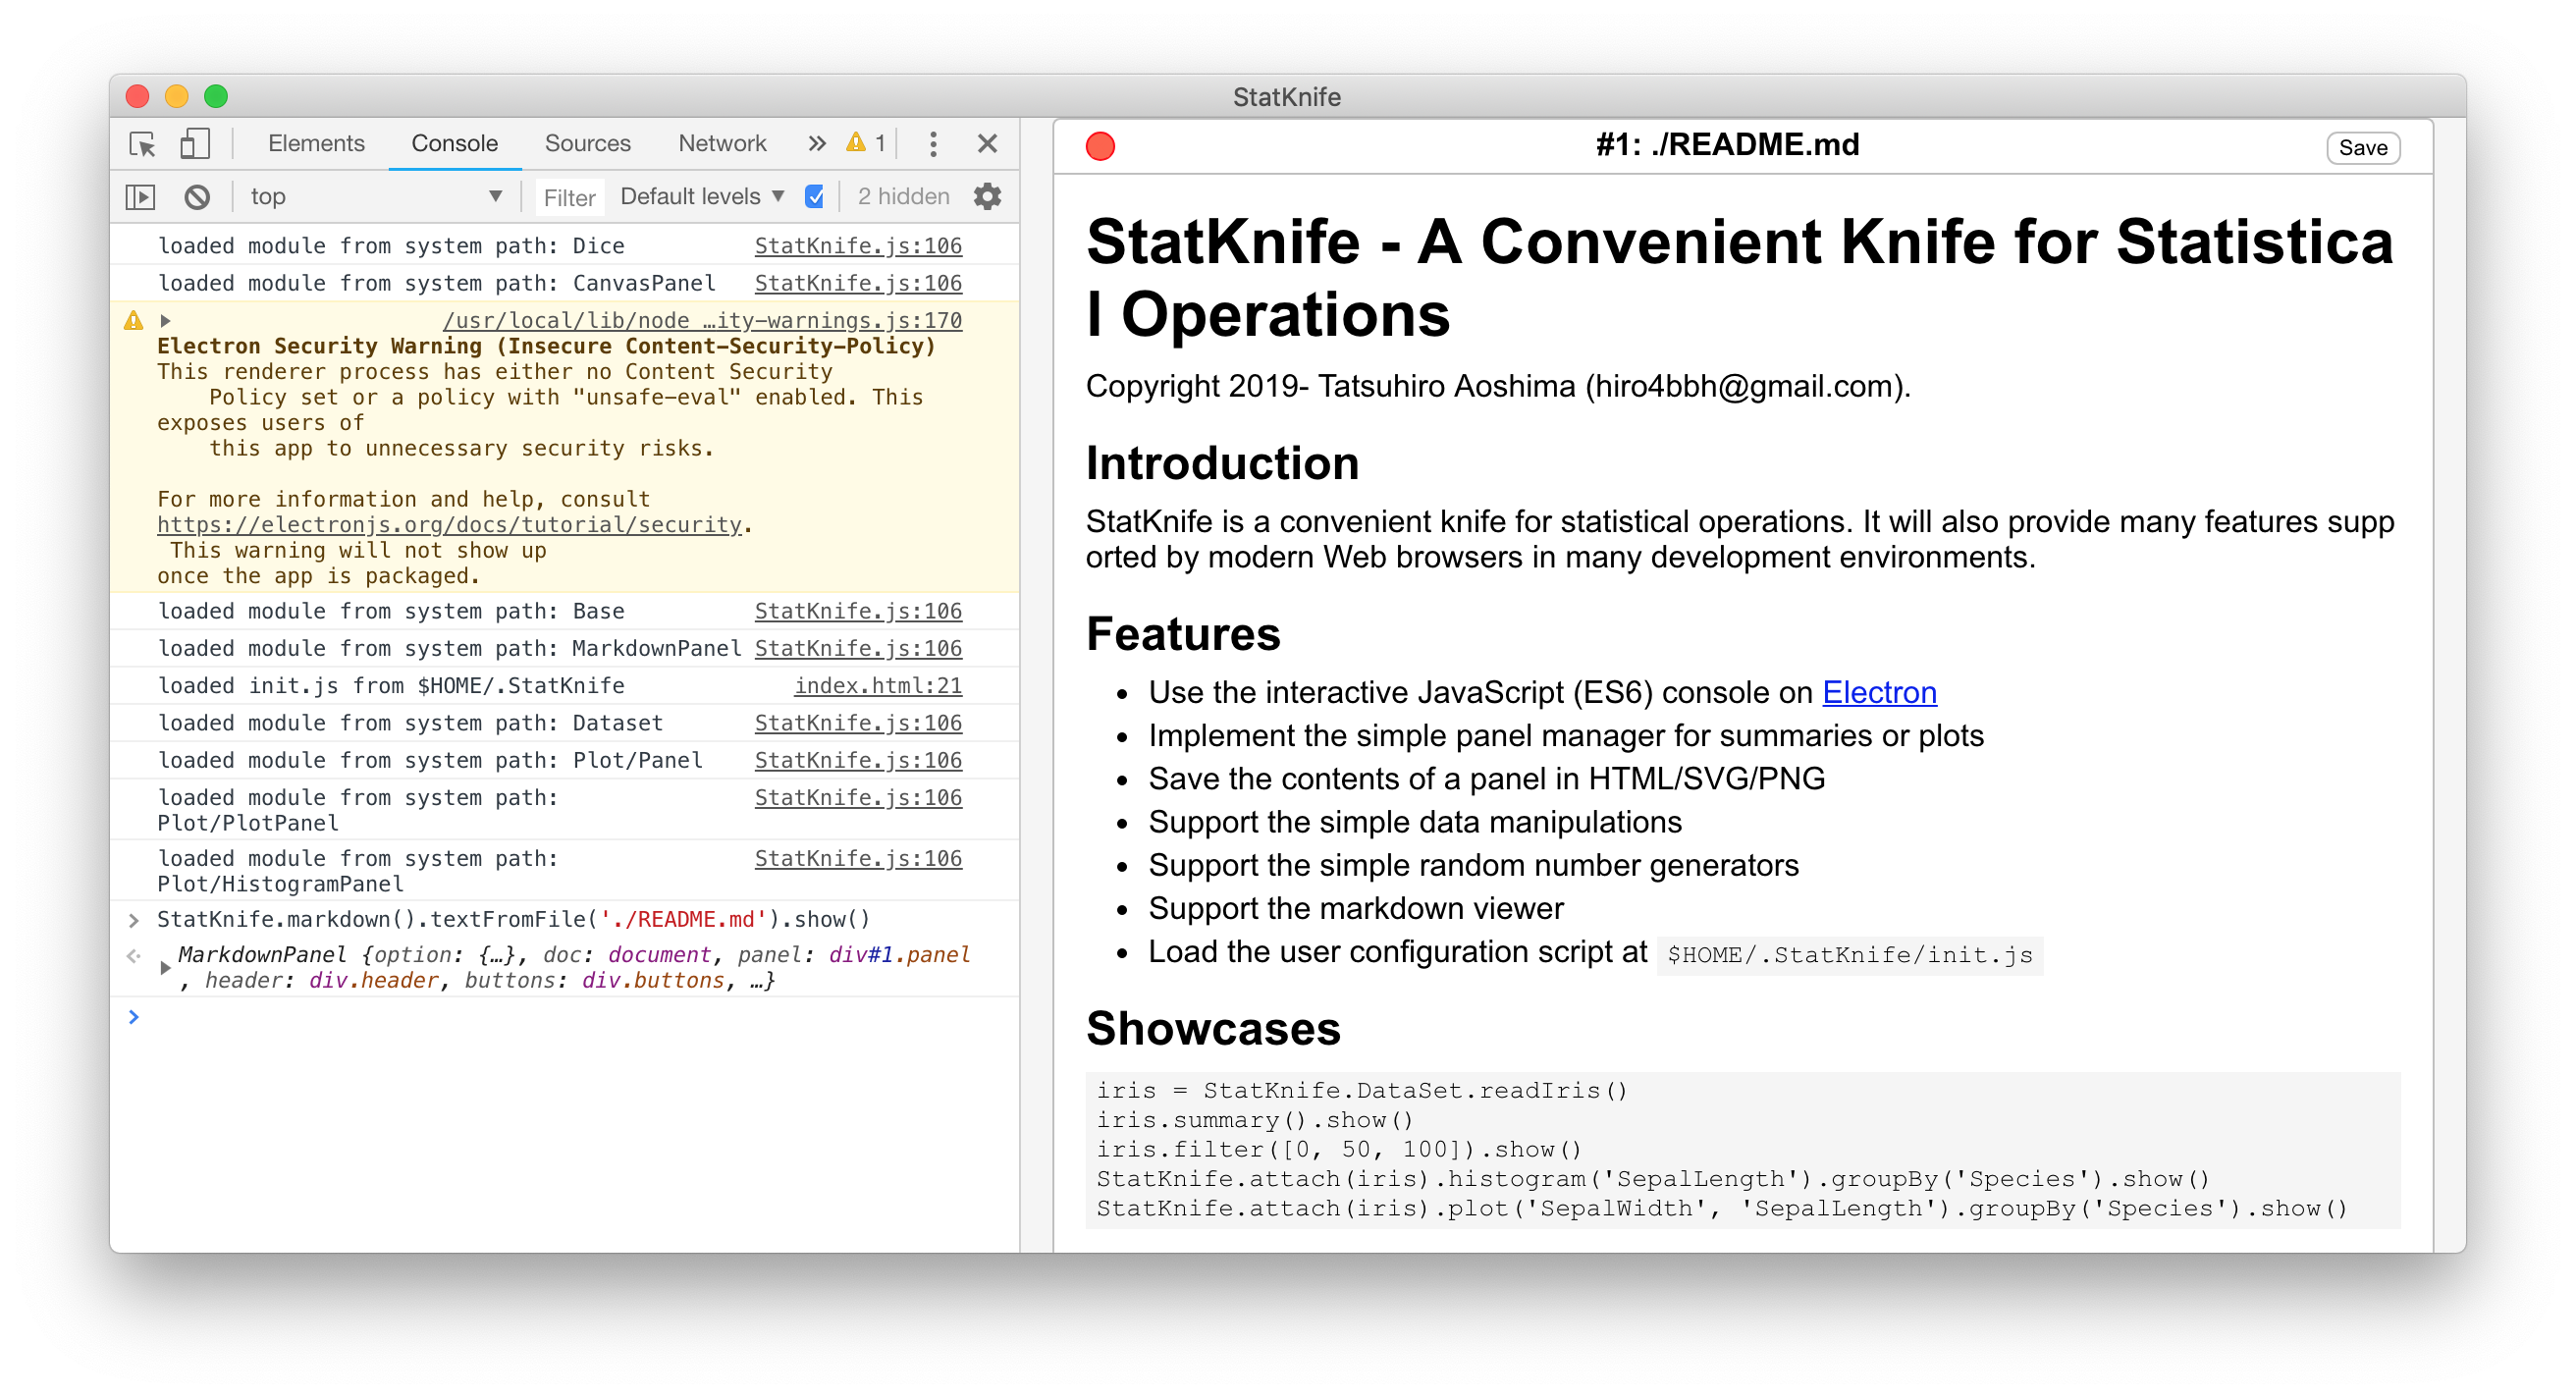 StatKnife
Elements Console Sources Network » 1
top Filter Default levels 2 hidden
loaded module from system path: Dice StatKnife.js:106
loaded module from system path: CanvasPanel StatKnife.js:106
/usr/local/lib/node …ity-warnings.js:170
Electron Security Warning (Insecure Content-Security-Policy)
This renderer process has either no Content Security
Policy set or a policy with "unsafe-eval" enabled. This
exposes users of
this app to unnecessary security risks.
For more information and help, consult
https://electronjs.org/docs/tutorial/security.
This warning will not show up
once the app is packaged.
loaded module from system path: Base StatKnife.js:106
loaded module from system path: MarkdownPanel StatKnife.js:106
loaded init.js from $HOME/.StatKnife index.html:21
loaded module from system path: Dataset StatKnife.js:106
loaded module from system path: Plot/Panel StatKnife.js:106
loaded module from system path: StatKnife.js:106
Plot/PlotPanel
loaded module from system path: StatKnife.js:106
Plot/HistogramPanel
> StatKnife.markdown().textFromFile('./README.md').show()
MarkdownPanel {option: {…}, doc: document, panel: div#1.panel
, header: div.header, buttons: div.buttons, …}
>
#1: ./README.md Save
StatKnife - A Convenient Knife for Statistica
l Operations
Copyright 2019- Tatsuhiro Aoshima (hiro4bbh@gmail.com).
Introduction
StatKnife is a convenient knife for statistical operations. It will also provide many features supp
orted by modern Web browsers in many development environments.
Features
• Use the interactive JavaScript (ES6) console on Electron
• Implement the simple panel manager for summaries or plots
• Save the contents of a panel in HTML/SVG/PNG
• Support the simple data manipulations
• Support the simple random number generators
• Support the markdown viewer
• Load the user configuration script at $HOME/.StatKnife/init.js
Showcases
iris = StatKnife.DataSet.readIris()
iris.summary().show()
iris.filter([0, 50, 100]).show()
StatKnife.attach(iris).histogram('SepalLength').groupBy('Species').show()
StatKnife.attach(iris).plot('SepalWidth', 'SepalLength').groupBy('Species').show()